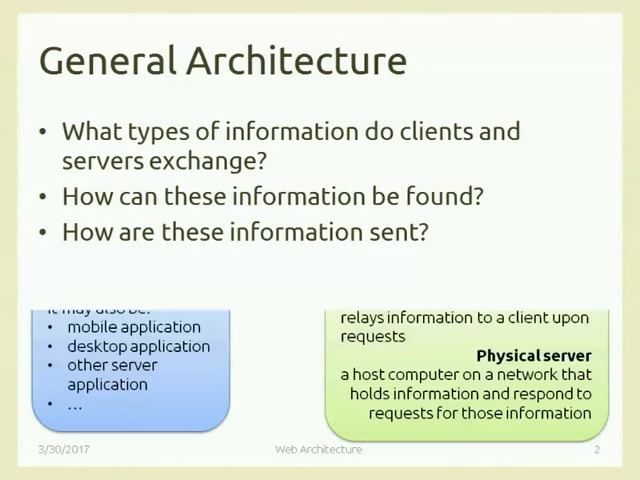 General Architecture
• What types of information do clients and
servers exchange?
• How can these information be found?
• How are these information sent?
It may also be:
• mobile application
• desktop application
• other server
application
• …
relays information to a client upon
requests
Physical server
a host computer on a network that
holds information and respond to
requests for those information
3/30/2017
Web Architecture
2